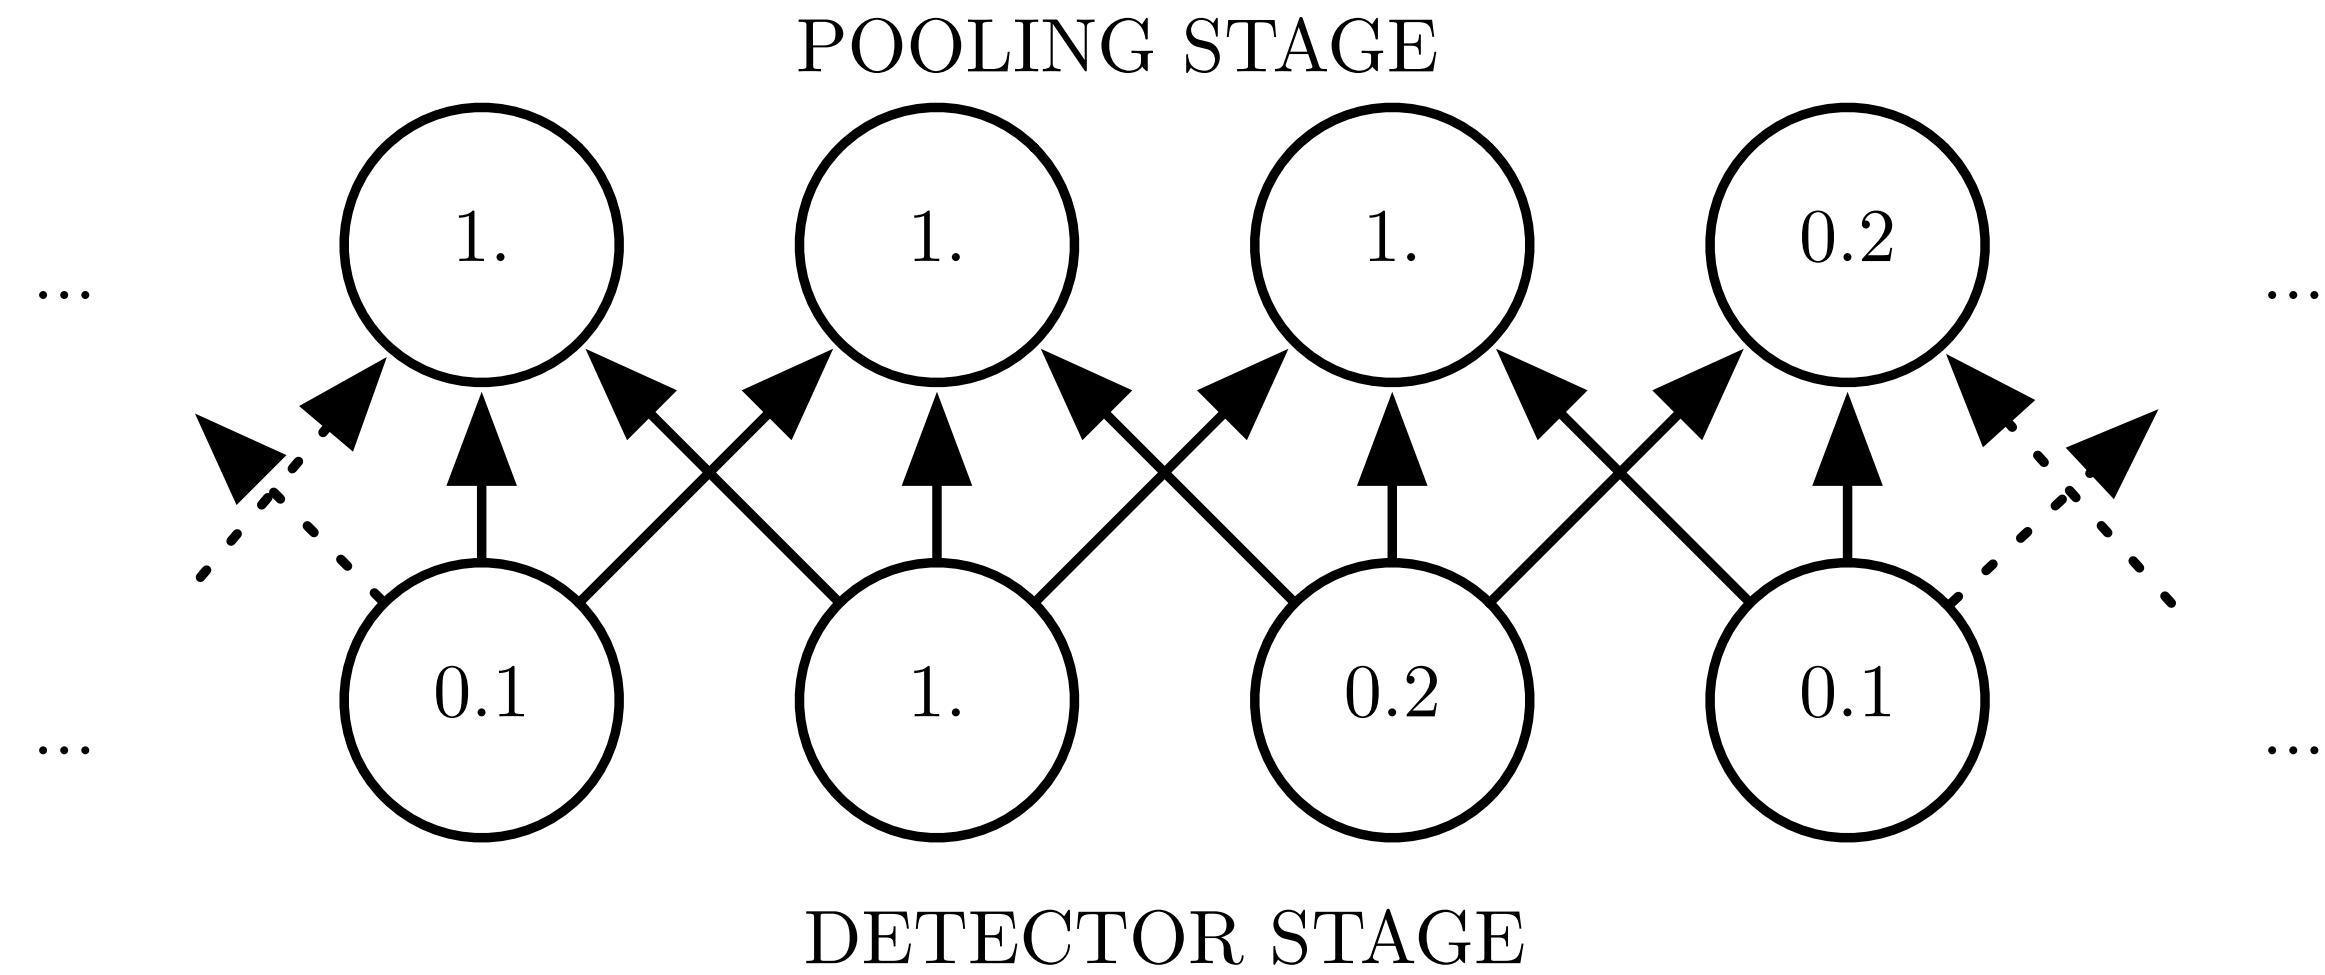 POOLING STAGE
1. 1. 1. 0.2
... ...
0.1 1. 0.2 0.1
... ...
DETECTOR STAGE